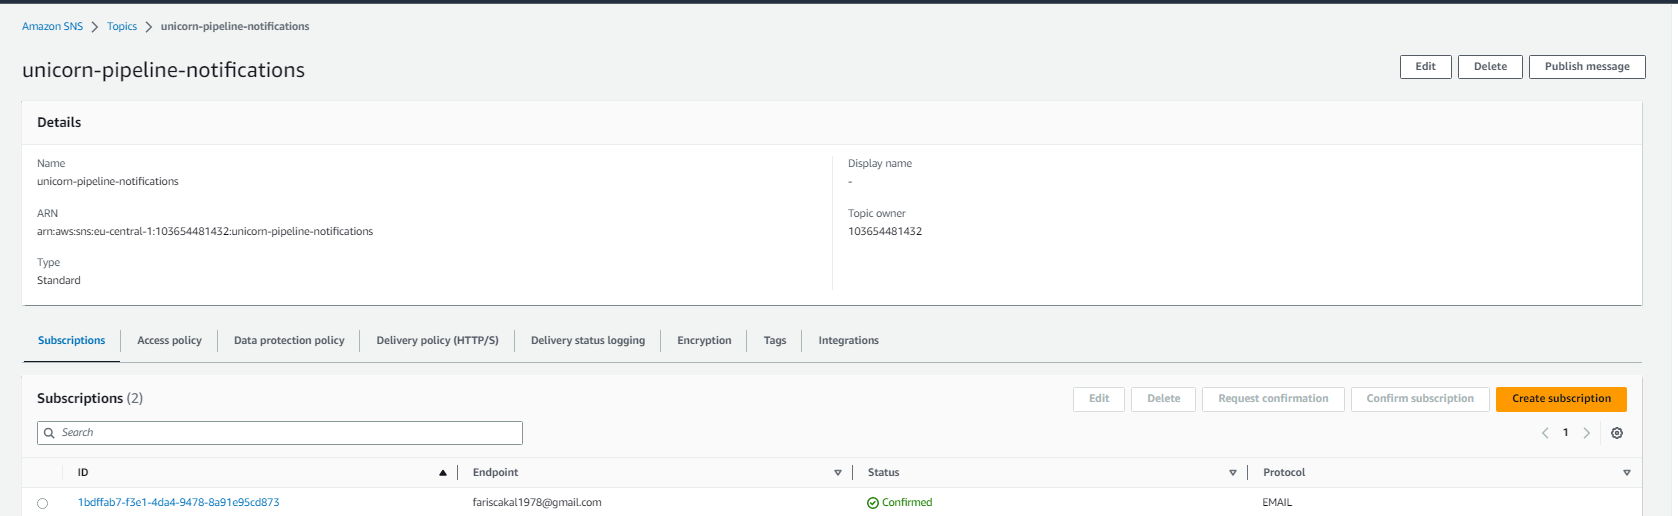 Amazon SNS > Topics > unicorn-pipeline-notifications
unicorn-pipeline-notifications
Edit Delete Publish message
Details
Name
unicorn-pipeline-notifications
Display name
-
ARN
arn:aws:sns:eu-central-1:103654481432:unicorn-pipeline-notifications
Topic owner
103654481432
Type
Standard
Subscriptions Access policy Data protection policy Delivery policy (HTTP/S) Delivery status logging Encryption Tags Integrations
Subscriptions (2)
Edit Delete Request confirmation Confirm subscription Create subscription
Search
1
ID Endpoint Status Protocol
1bdffab7-f3e1-4da4-9478-8a91e95cd873 fariscakal1978@gmail.com Confirmed EMAIL